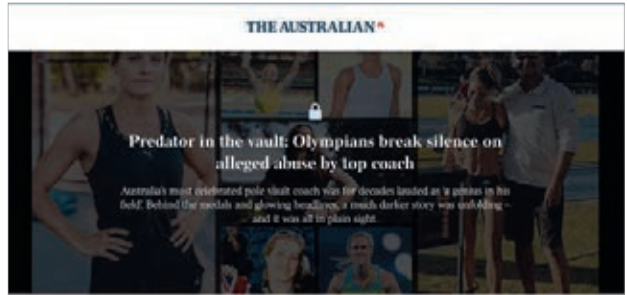 THE AUSTRALIAN*
Predator in the vault: Olympians break silence on
alleged abuse by top coach
Australia's most celebrated pole vault coach was for decades lauded as 'a genius in his
field'. Behind the medals and glowing headlines, a much darker story was unfolding –
and it was all in plain sight.